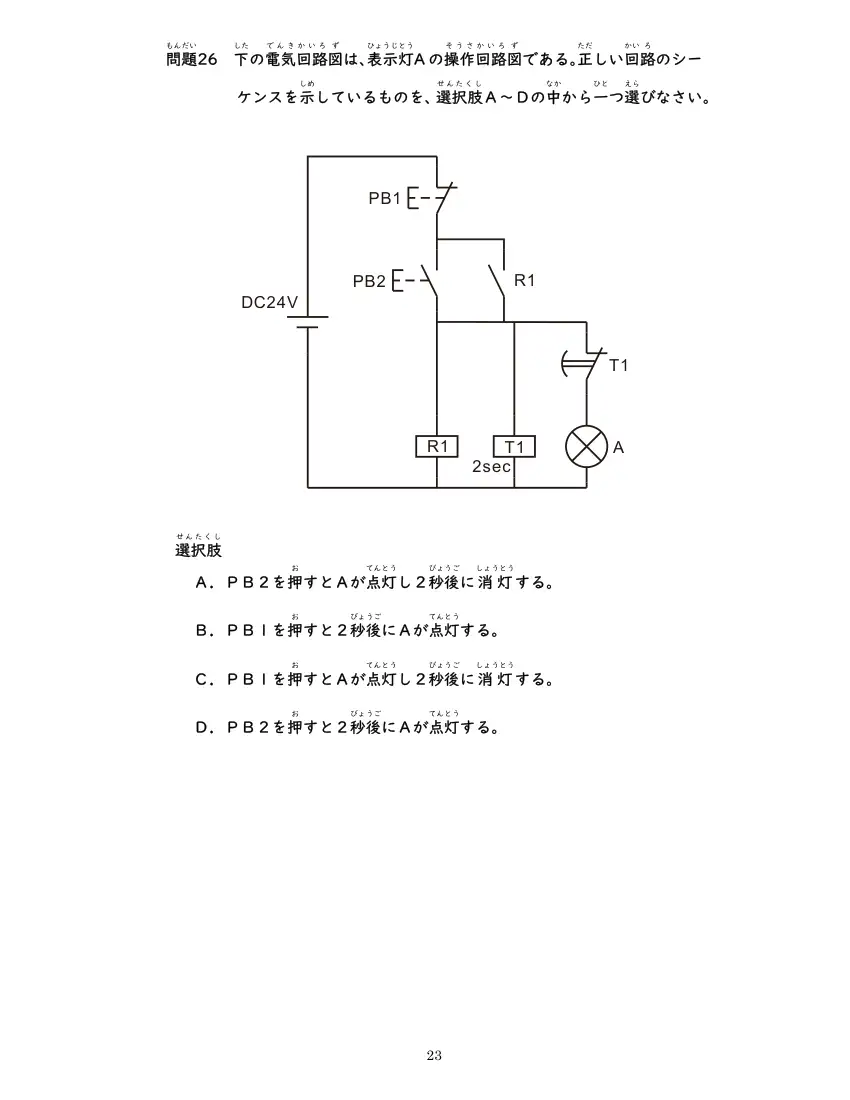 もんだい した でんきかいろず ひょうじとう そうさかいろず ただ かいろ
問題26 下の電気回路図は、表示灯Aの操作回路図である。正しい回路のシー
しめ せんたくし なか ひと えら
ケンスを示しているものを、選択肢A～Dの中から一つ選びなさい。
PB1
PB2
R1
DC24V
T1
R1
T1
A
2sec
せんたくし
選択肢
お てんとう びょうご しょうとう
A. PB2を押すとAが点灯し2秒後に消灯する。
お びょうご てんとう
B. PB1を押すと2秒後にAが点灯する。
お てんとう びょうご しょうとう
C. PB1を押すとAが点灯し2秒後に消灯する。
お びょうご てんとう
D. PB2を押すと2秒後にAが点灯する。
23